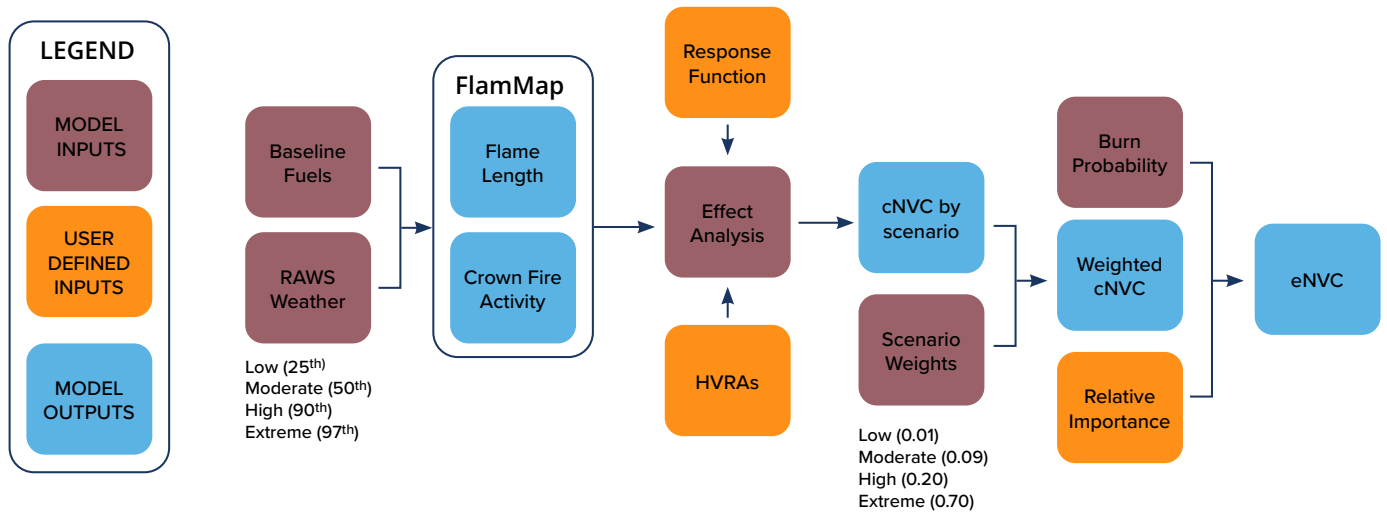 LEGEND
MODEL
INPUTS
USER
DEFINED
INPUTS
MODEL
OUTPUTS
Baseline
Fuels
RAWS
Weather
Low (25th)
Moderate (50th)
High (90th)
Extreme (97th)
FlamMap
Flame
Length
Crown Fire
Activity
Response
Function
Effect
Analysis
HVRAs
cNVC by
scenario
Scenario
Weights
Low (0.01)
Moderate (0.09)
High (0.20)
Extreme (0.70)
Burn
Probability
Weighted
cNVC
Relative
Importance
eNVC